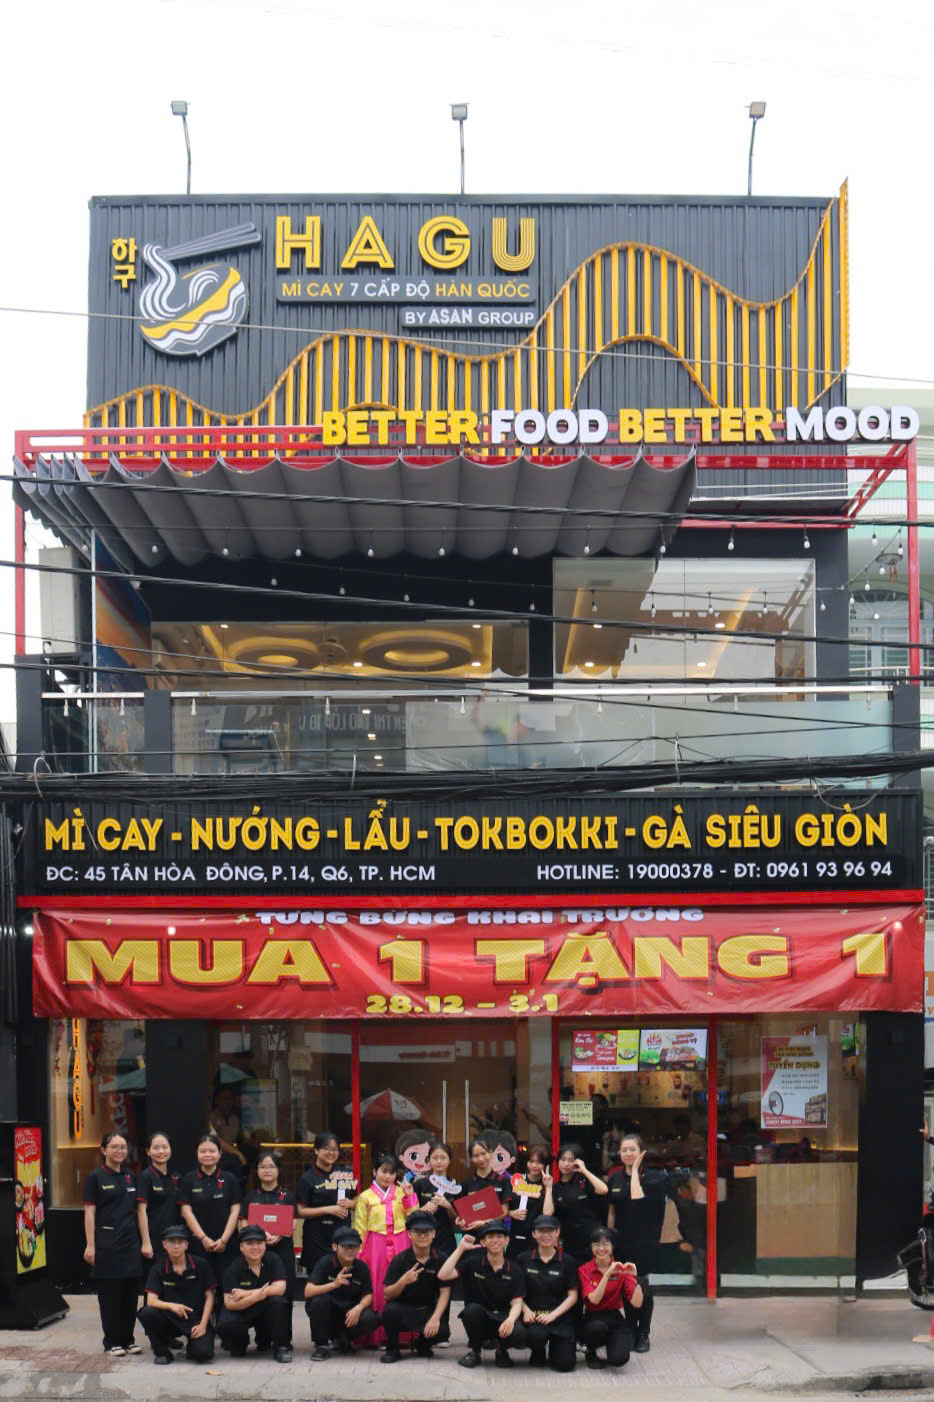 하구
HAGU
MÌ CAY 7 CẤP ĐỘ HÀN QUỐC
BY ASAN GROUP
BETTER FOOD BETTER MOOD
MÌ CAY - NƯỚNG - LẨU - TOKBOKKI - GÀ SIÊU GIÒN
ĐC: 45 TÂN HÒA ĐÔNG, P.14, Q6, TP. HCM
HOTLINE: 19000378 - ĐT: 0961 93 96 94
TƯNG BỪNG KHAI TRƯƠNG
MUA 1 TẶNG 1
28.12 - 3.1
TUYỂN DỤNG